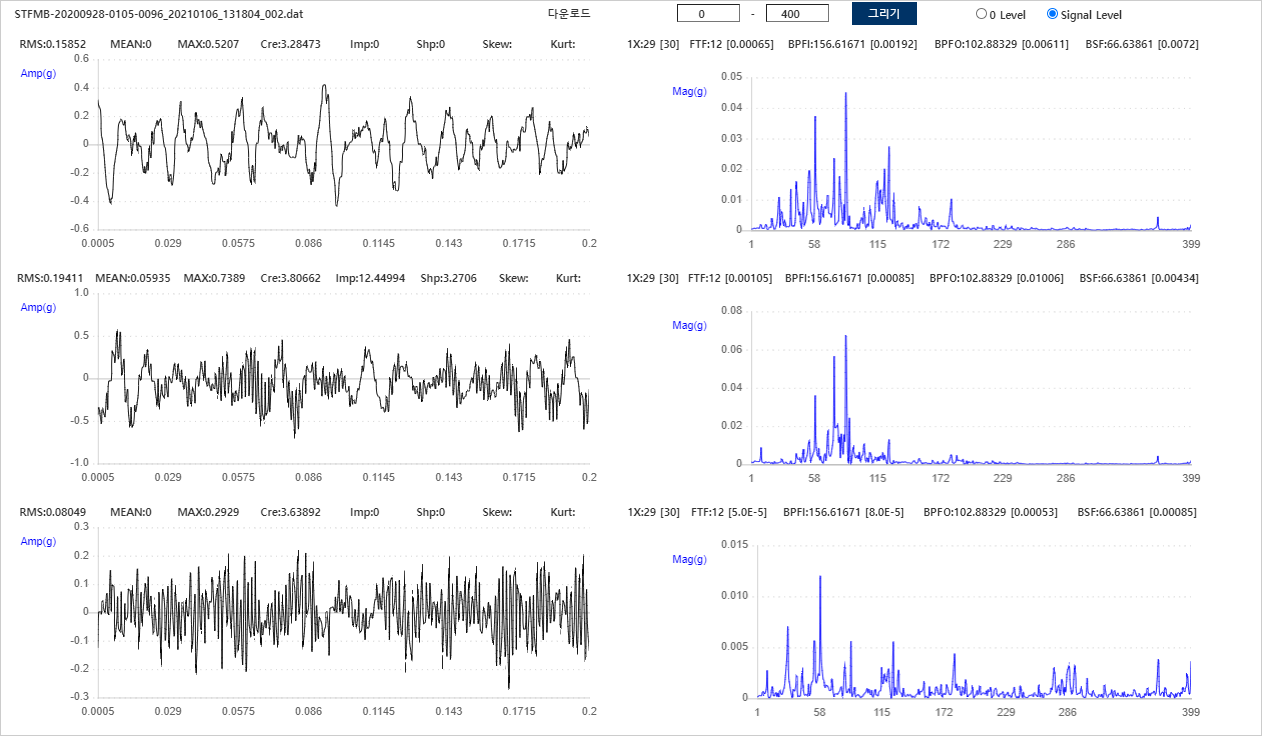 STFMB-20200928-0105-0096_20210106_131804_002.dat 다운로드 0 - 400 그리기 0 Level Signal Level
RMS:0.15852 MEAN:0 MAX:0.5207 Cre:3.28473 Imp:0 Shp:0 Skew: Kurt:
Amp(g)
0.6
0.4
0.2
0
-0.2
-0.4
-0.6
0.0005 0.029 0.0575 0.086 0.1145 0.143 0.1715 0.2
1X:29 [30] FTF:12 [0.00065] BPFI:156.61671 [0.00192] BPFO:102.88329 [0.00611] BSF:66.63861 [0.0072]
Mag(g)
0.05
0.04
0.03
0.02
0.01
0
1 58 115 172 229 286 399
RMS:0.19411 MEAN:0.05935 MAX:0.7389 Cre:3.80662 Imp:12.44994 Shp:3.2706 Skew: Kurt:
Amp(g)
1.0
0.5
0
-0.5
-1.0
0.0005 0.029 0.0575 0.086 0.1145 0.143 0.1715 0.2
1X:29 [30] FTF:12 [0.00105] BPFI:156.61671 [0.00085] BPFO:102.88329 [0.01006] BSF:66.63861 [0.00434]
Mag(g)
0.08
0.06
0.04
0.02
0
1 58 115 172 229 286 399
RMS:0.08049 MEAN:0 MAX:0.2929 Cre:3.63892 Imp:0 Shp:0 Skew: Kurt:
Amp(g)
0.3
0.2
0.1
0
-0.1
-0.2
-0.3
0.0005 0.029 0.0575 0.086 0.1145 0.143 0.1715 0.2
1X:29 [30] FTF:12 [5.0E-5] BPFI:156.61671 [8.0E-5] BPFO:102.88329 [0.00053] BSF:66.63861 [0.00085]
Mag(g)
0.015
0.010
0.005
0
1 58 115 172 229 286 399